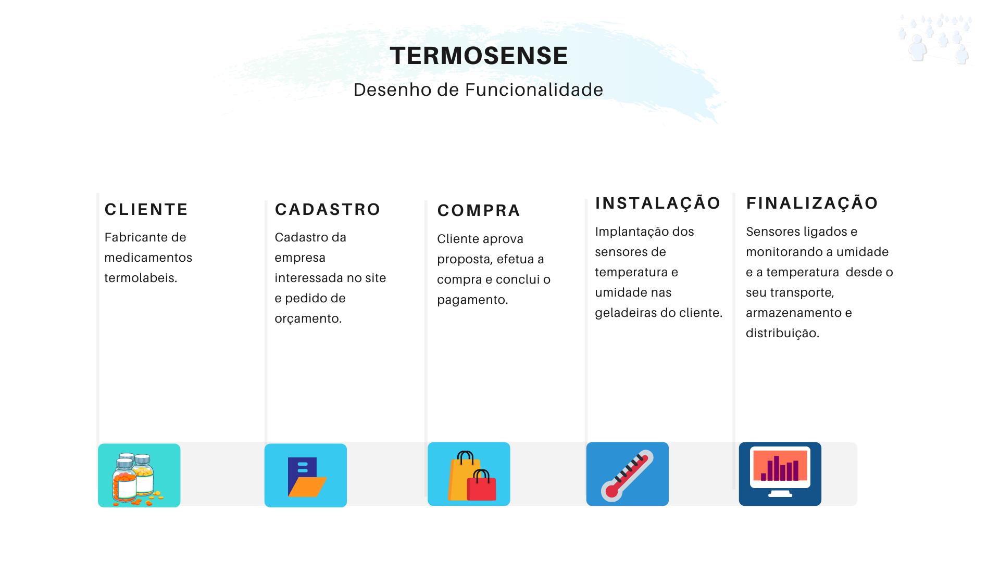 TERMOSENSE
Desenho de Funcionalidade
CLIENTE
Fabricante de
medicamentos
termolabeis.
CADASTRO
Cadastro da
empresa
interessada no site
e pedido de
orçamento.
COMPRA
Cliente aprova
proposta, efetua a
compra e conclui o
pagamento.
INSTALAÇÃO
Implantação dos
sensores de
temperatura e
umidade nas
geladeiras do cliente.
FINALIZAÇÃO
Sensores ligados e
monitorando a umidade
e a temperatura  desde o
seu transporte,
armazenamento e
distribuição.